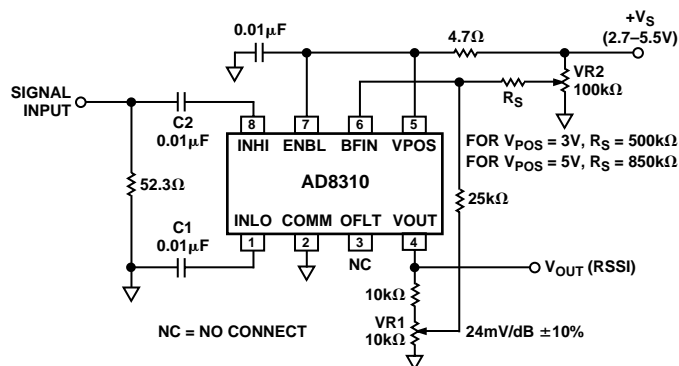 0.01µF
4.7Ω
+VS
(2.7–5.5V)
SIGNAL
INPUT
C2
0.01µF
RS
VR2
100kΩ
8 7 6 5
INHI ENBL BFIN VPOS
FOR VPOS = 3V, RS = 500kΩ
FOR VPOS = 5V, RS = 850kΩ
52.3Ω
AD8310
25kΩ
C1
0.01µF
INLO COMM OFLT VOUT
1 2 3 4
NC
VOUT (RSSI)
10kΩ
NC = NO CONNECT
VR1
10kΩ
24mV/dB ±10%